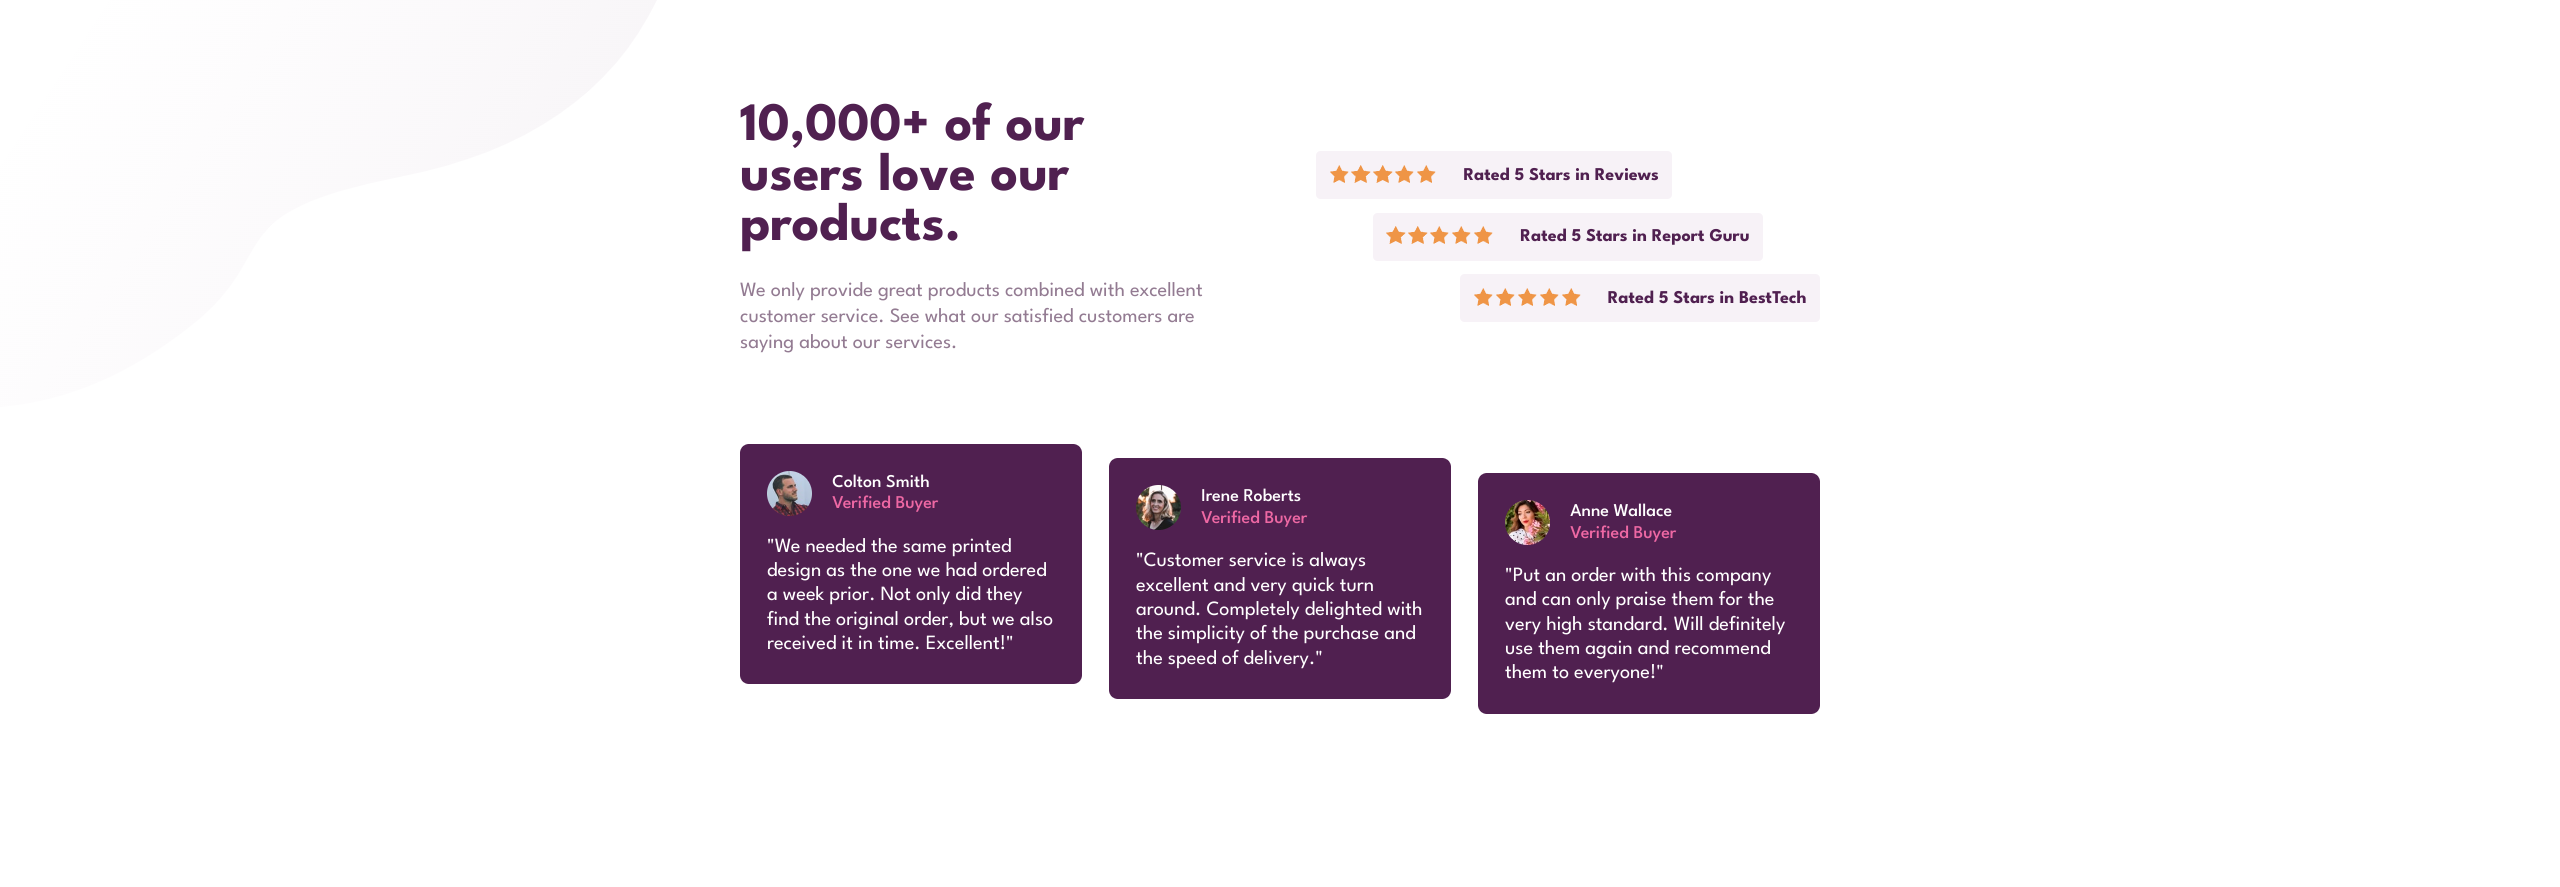 10,000+ of our
users love our
products.
We only provide great products combined with excellent
customer service. See what our satisfied customers are
saying about our services.
Rated 5 Stars in Reviews
Rated 5 Stars in Report Guru
Rated 5 Stars in BestTech
Colton Smith
Verified Buyer
"We needed the same printed
design as the one we had ordered
a week prior. Not only did they
find the original order, but we also
received it in time. Excellent!"
Irene Roberts
Verified Buyer
"Customer service is always
excellent and very quick turn
around. Completely delighted with
the simplicity of the purchase and
the speed of delivery."
Anne Wallace
Verified Buyer
"Put an order with this company
and can only praise them for the
very high standard. Will definitely
use them again and recommend
them to everyone!"